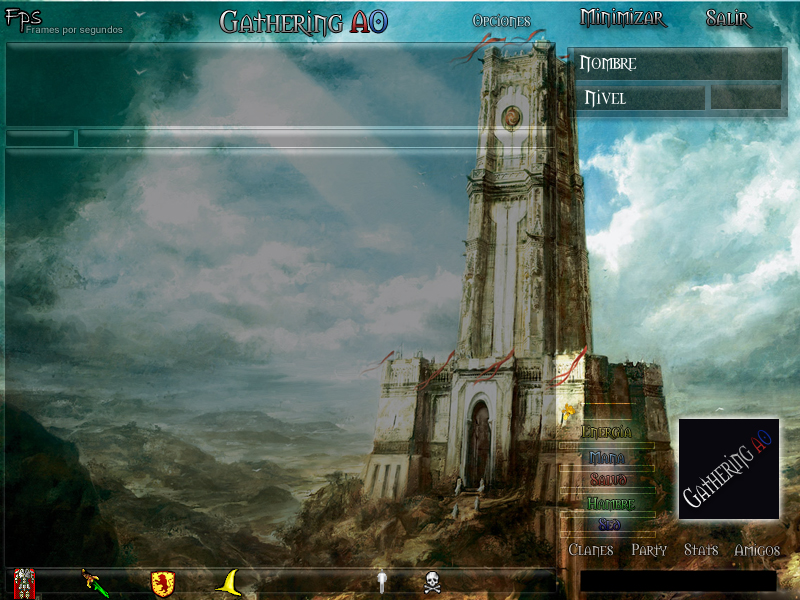 FPS
Frames por segundos
Gathering AO
Opciones
Minimizar
Salir
Nombre
Nivel
Energia
Mana
Salud
Hambre
Sed
Gathering AO
Clanes Party Stats Amigos